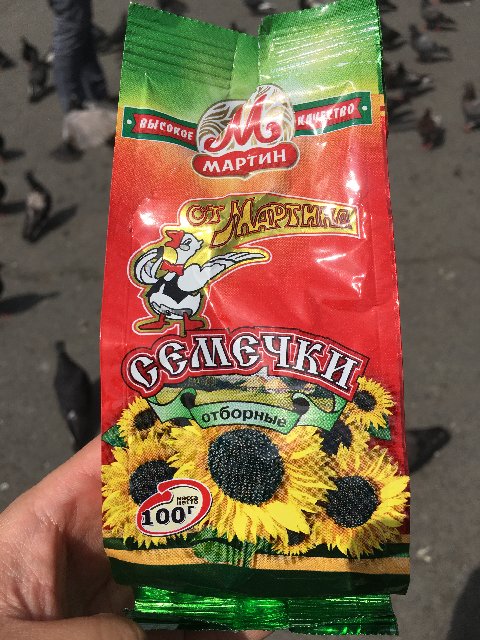 ВЫСОКОЕ КАЧЕСТВО
М
МАРТИН
ОТ МАРТИНА
СЕМЕЧКИ
отборные
МАССА
НЕТТО
100г